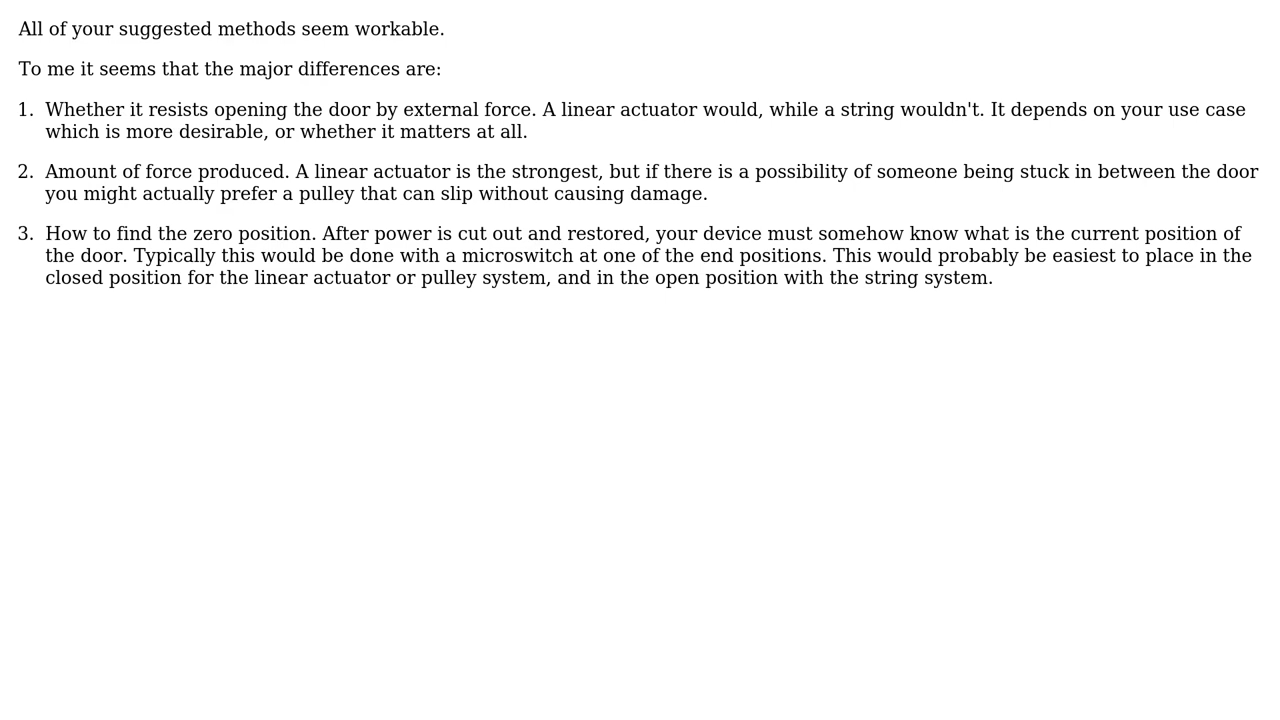 All of your suggested methods seem workable.
To me it seems that the major differences are:
1. Whether it resists opening the door by external force. A linear actuator would, while a string wouldn't. It depends on your use case
which is more desirable, or whether it matters at all.
2. Amount of force produced. A linear actuator is the strongest, but if there is a possibility of someone being stuck in between the door
you might actually prefer a pulley that can slip without causing damage.
3. How to find the zero position. After power is cut out and restored, your device must somehow know what is the current position of
the door. Typically this would be done with a microswitch at one of the end positions. This would probably be easiest to place in the
closed position for the linear actuator or pulley system, and in the open position with the string system.